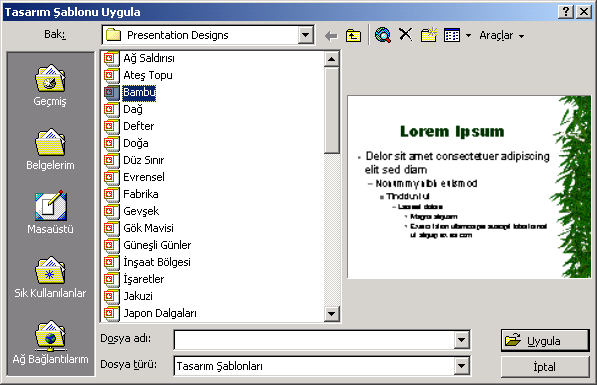 Tasarım Şablonu Uygula
Bak:
Presentation Designs
Araçlar
Geçmiş
Belgelerim
Masaüstü
Sık Kullanılanlar
Ağ Bağlantılarım
Ağ Saldırısı
Ateş Topu
Bambu
Dağ
Defter
Doğa
Düz Sınır
Evrensel
Fabrika
Gevşek
Gök Mavisi
Güneşli Günler
İnşaat Bölgesi
İşaretler
Jakuzi
Japon Dalgaları
Lorem Ipsum
Delor sit amet consectetuer adipiscing
elit sed diam
Nonummy nibh euismod
Tincidunt ut
Laoreet dolore
Magna aliquam
Dosya adı:
Dosya türü:
Tasarım Şablonları
Uygula
İptal